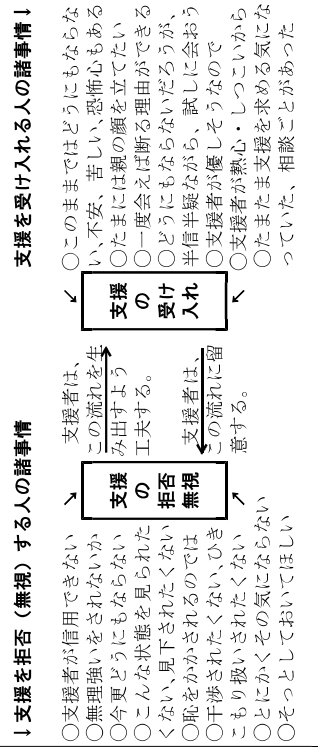 ↓支援を拒否（無視）する人の諸事情
○支援者が信用できない
○無理強いをされないか
○今更どうにもならない
○こんな状態を見られた
くない、見下されたくない
○恥をかかされるのでは
○干渉されたくない、ひき
こもり扱いされたくない
○とにかくその気にならない
○そっとしておいてほしい
支援
の
拒否
無視
支援者は、
この流れを生
み出すよう
工夫する。
支援者は、
この流れに留
意する。
支援
の
受け
入れ
支援を受け入れる人の諸事情↓
○このままではどうにもならな
い、不安、苦しい、恐怖心もある
○たまには親の顔を立てたい
○一度会えば断る理由ができる
○どうにもならないだろうが、
半信半疑ながら、試しに会おう
○支援者が優しそうなので
○支援者が熱心・しつこいから
○たまたま支援を求める気にな
っていた、相談ごとがあった